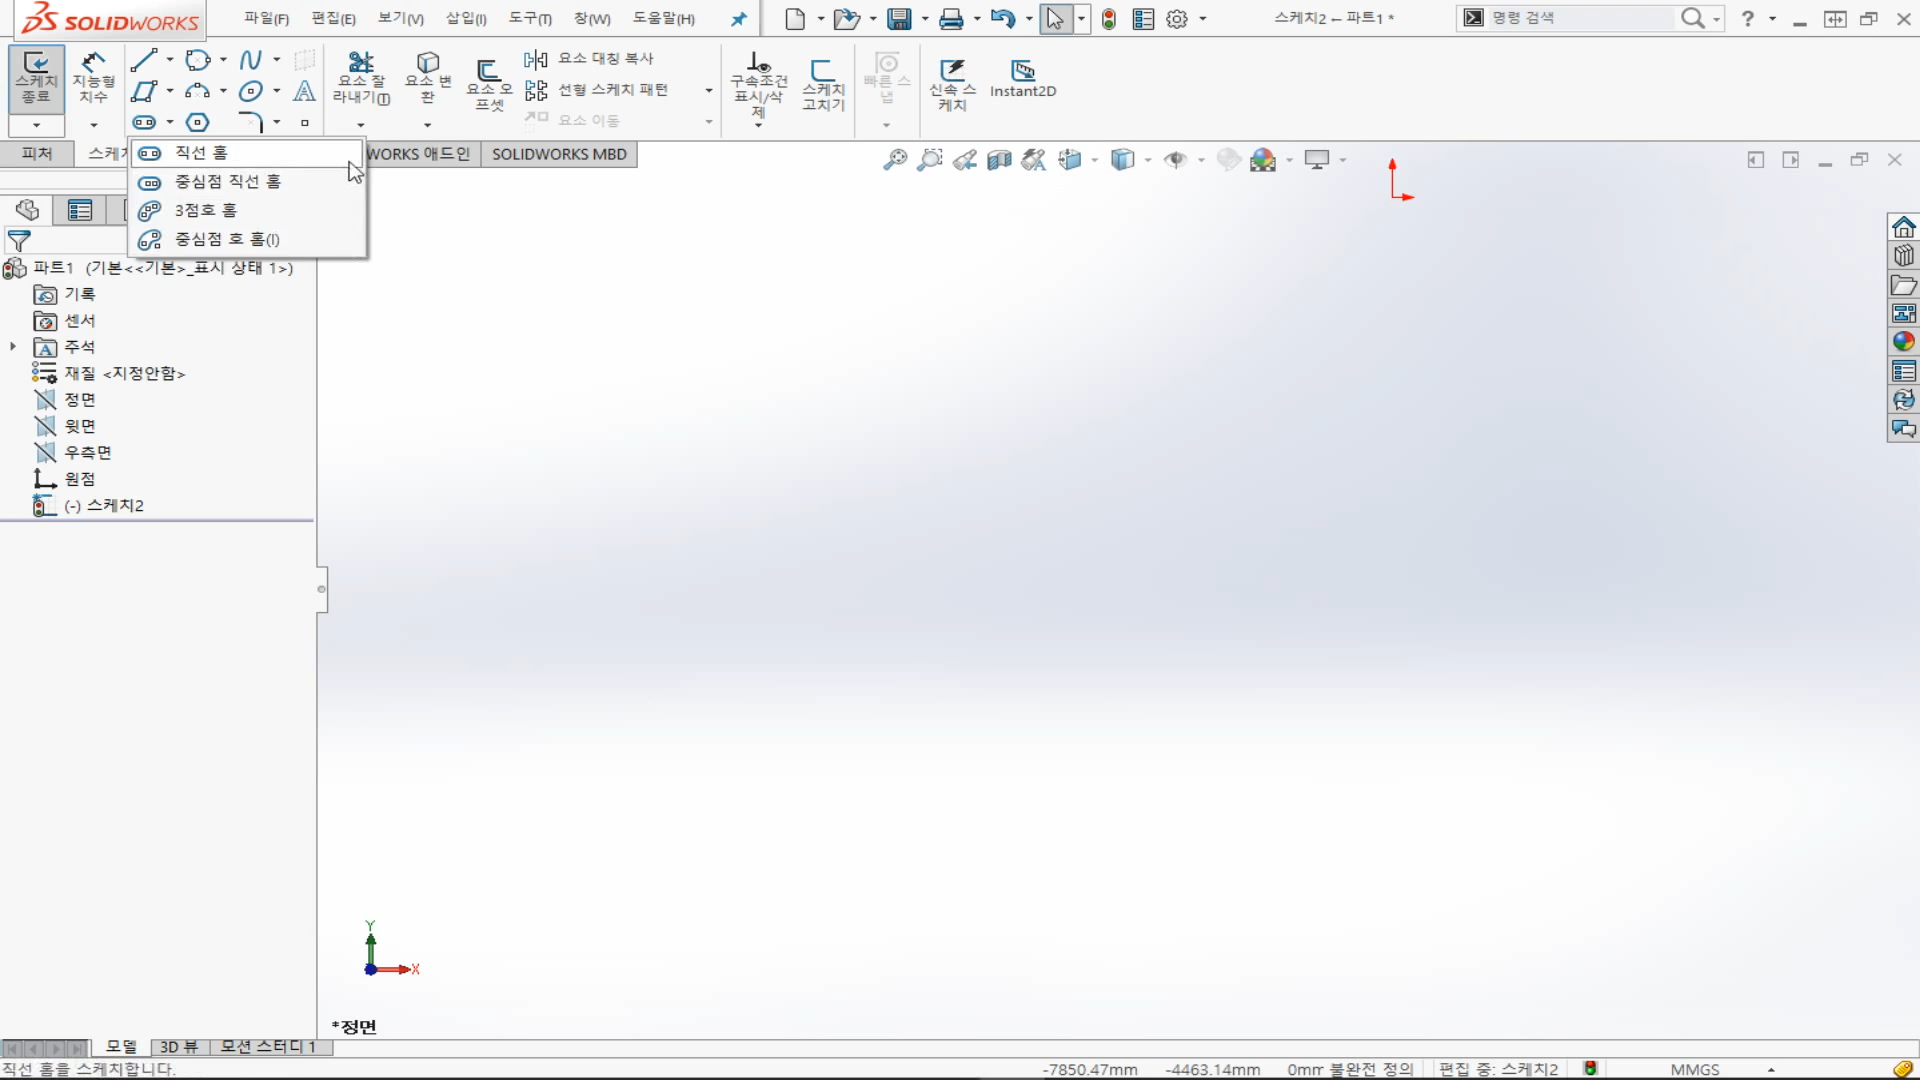 SOLIDWORKS
파일(F) 편집(E) 보기(V) 삽입(I) 도구(T) 창(W) 도움말(H)
스케치2 - 파트1 *
명령 검색
스케치 종료
지능형 치수
요소 잘라내기(T)
요소 변환
요소 오프셋
요소 대칭 복사
선형 스케치 패턴
요소 이동
구속조건 표시/삭제
스케치 고치기
빠른 스냅
신속 스케치
Instant2D
피처
스케치
WORKS 애드인
SOLIDWORKS MBD
직선 홈
중심점 직선 홈
3점호 홈
중심점 호 홈(I)
파트1 (기본<<기본>_표시 상태 1>)
기록
센서
주석
재질 <지정안함>
정면
윗면
우측면
원점
(-) 스케치2
Y
X
*정면
모델 3D 뷰 모션 스터디 1
직선 홈을 스케치합니다.
-7850.47mm -4463.14mm 0mm 불완전 정의 편집 중: 스케치2 MMGS